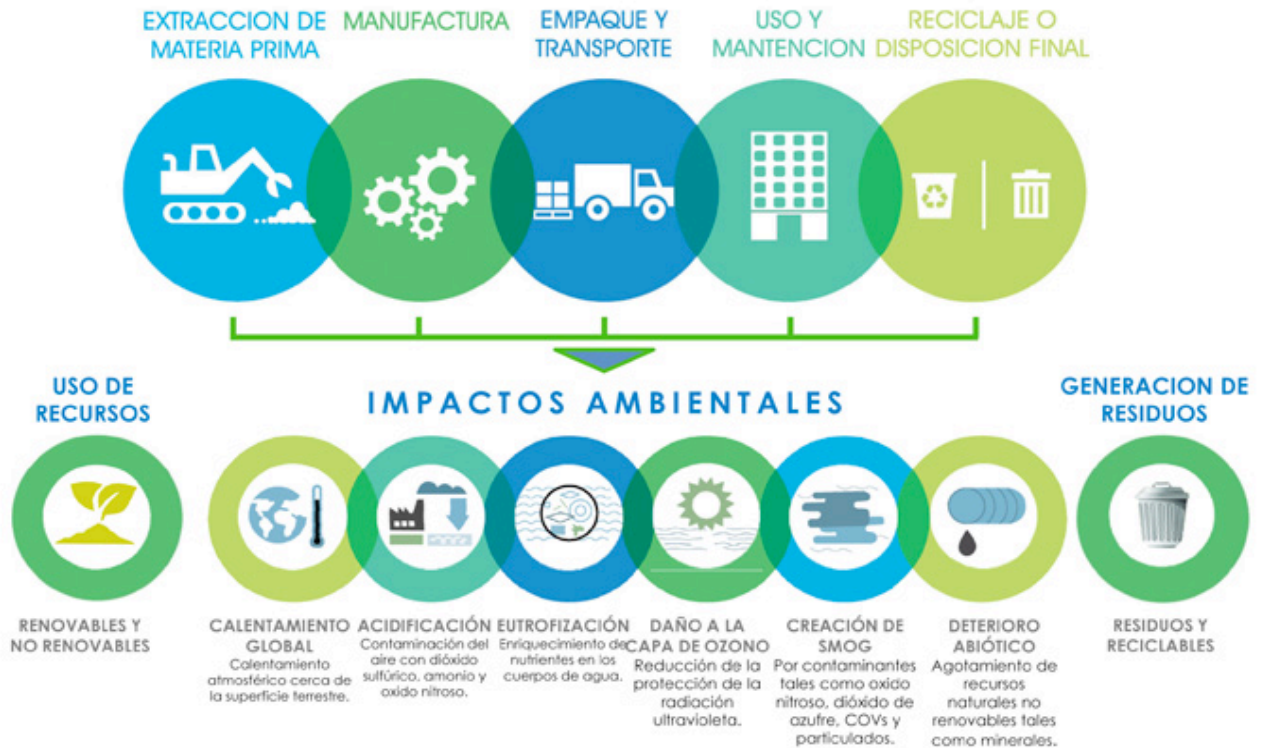 EXTRACCION DE
MATERIA PRIMA
MANUFACTURA
EMPAQUE Y
TRANSPORTE
USO Y
MANTENCION
RECICLAJE O
DISPOSICION FINAL
USO DE
RECURSOS
IMPACTOS AMBIENTALES
GENERACION DE
RESIDUOS
RENOVABLES Y
NO RENOVABLES
CALENTAMIENTO
GLOBAL
Calentamiento
atmosférico cerca de
la superficie terrestre.
ACIDIFICACIÓN
Contaminación del
aire con dióxido
sulfúrico, amonio y
oxido nitroso.
EUTROFIZACIÓN
Enriquecimiento de
nutrientes en los
cuerpos de agua.
DAÑO A LA
CAPA DE OZONO
Reducción de la
protección de la
radiación
ultravioleta.
CREACIÓN DE
SMOG
Por contaminantes
tales como oxido
nitroso, dióxido de
azufre, COVs y
particulados.
DETERIORO
ABIÓTICO
Agotamiento de
recursos
naturales no
renovables tales
como minerales.
RESIDUOS Y
RECICLABLES